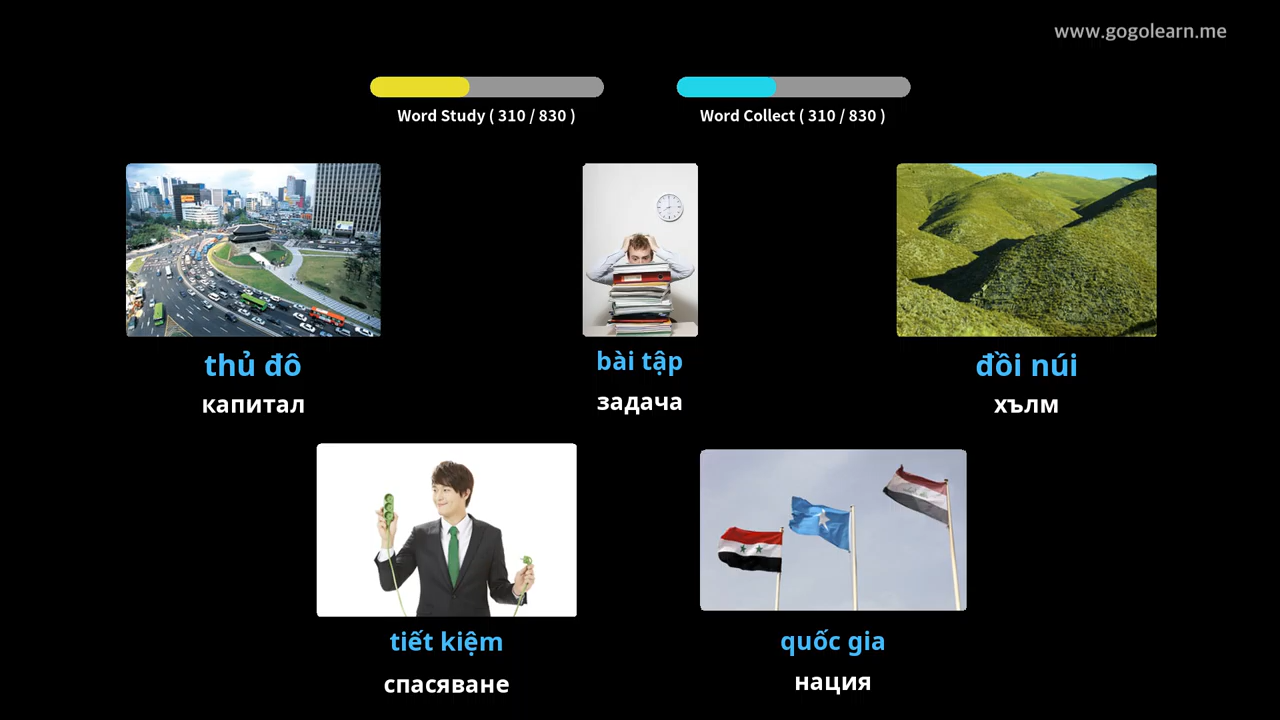 www.gogolearn.me
Word Study ( 310 / 830 )
Word Collect ( 310 / 830 )
thủ đô
капитал
bài tập
задача
đồi núi
хълм
tiết kiệm
спасяване
quốc gia
нация